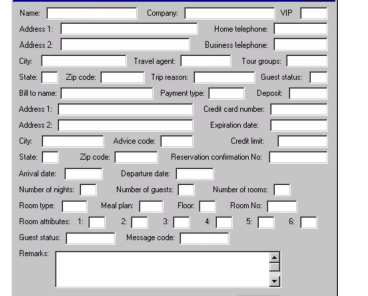 Name: Company: VIP
Address 1: Home telephone:
Address 2: Business telephone:
City: Travel agent: Tour groups:
State: Zip code: Trip reason: Guest status:
Bill to name: Payment type: Deposit:
Address 1: Credit card number:
Address 2: Expiration date:
City: Advice code: Credit limit:
State: Zip code: Reservation confirmation No:
Arrival date: Departure date:
Number of nights: Number of guests: Number of rooms:
Room type: Meal plan: Floor: Room No:
Room attributes: 1: 2: 3: 4: 5: 6:
Guest status: Message code:
Remarks: